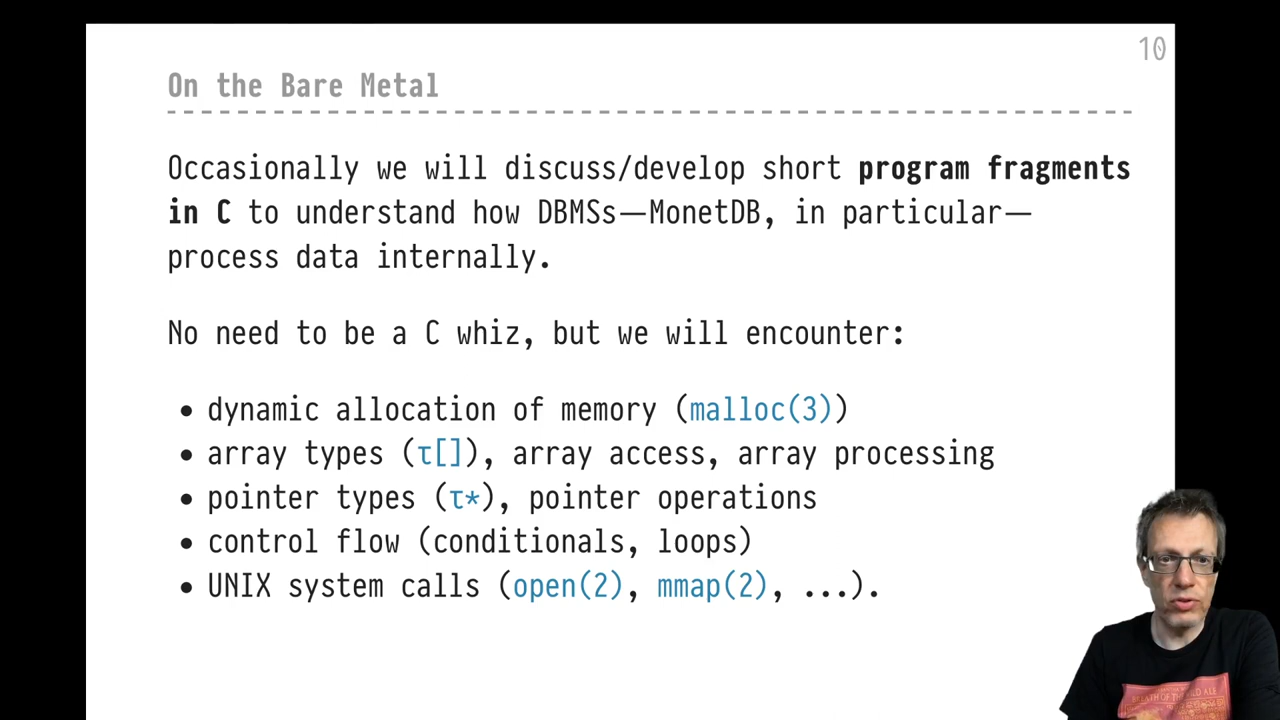 10
On the Bare Metal
Occasionally we will discuss/develop short program fragments
in C to understand how DBMSs—MonetDB, in particular—
process data internally.
No need to be a C whiz, but we will encounter:
• dynamic allocation of memory (malloc(3))
• array types (τ[]), array access, array processing
• pointer types (τ*), pointer operations
• control flow (conditionals, loops)
• UNIX system calls (open(2), mmap(2), ...).